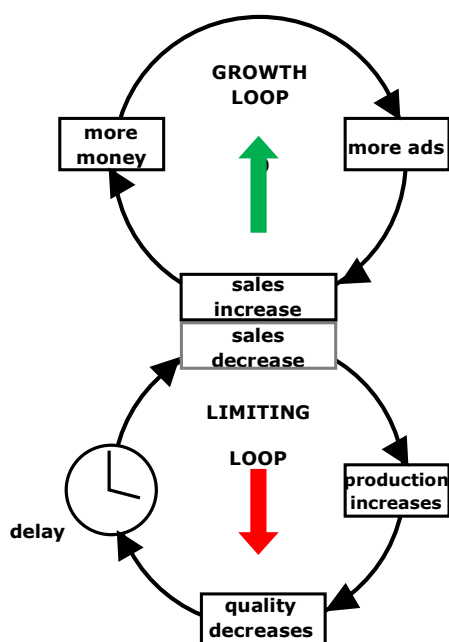 GROWTH
LOOP
more
money
more ads
sales
increase
sales
decrease
LIMITING
LOOP
production
increases
delay
quality
decreases